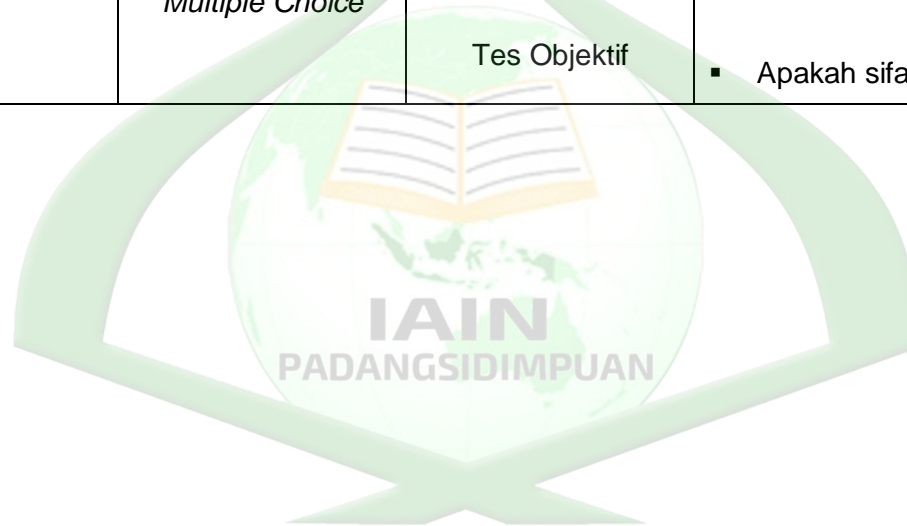 Multiple Choice
Tes Objektif
▪ Apakah sifa
IAIN
PADANGSIDIMPUAN